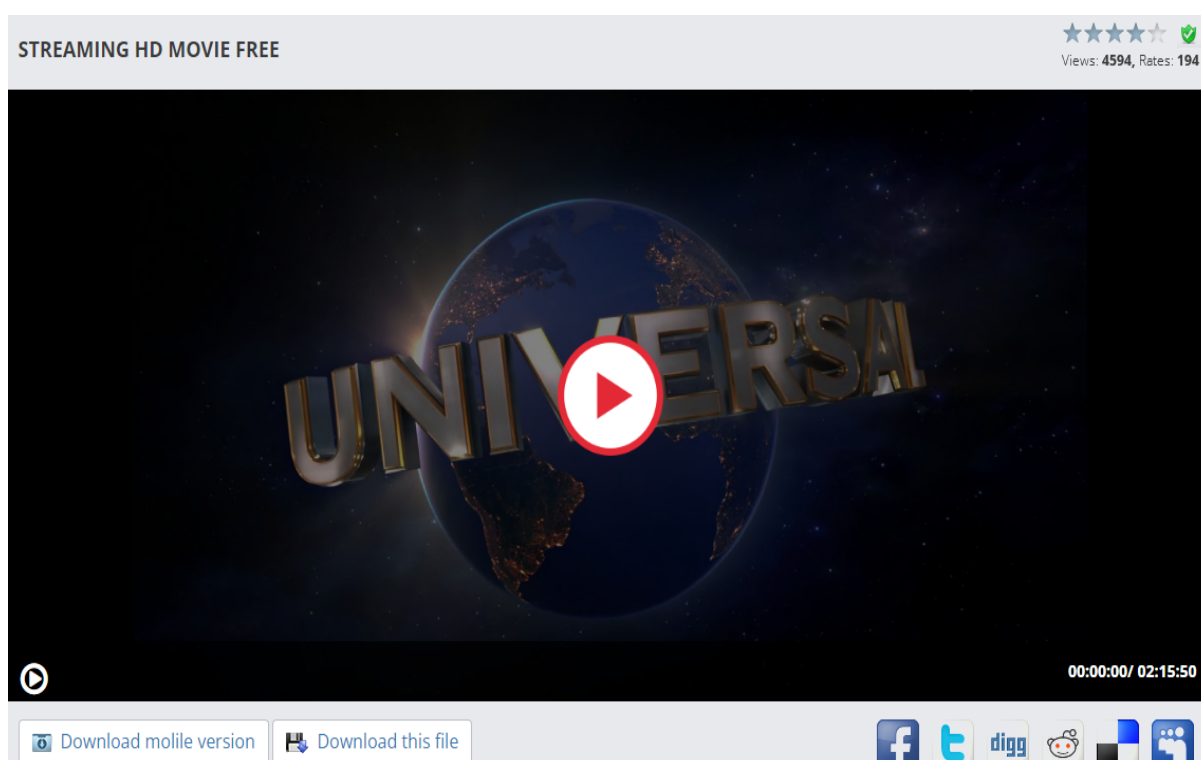 STREAMING HD MOVIE FREE
Views: 4594, Rates: 194
UNIVERSAL
00:00:00/ 02:15:50
Download molile version
Download this file
digg